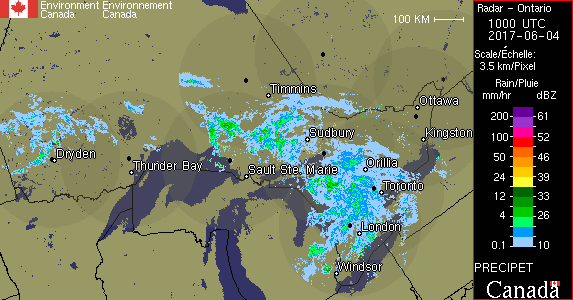 Environment Environnement
Canada Canada
100 KM
Timmins
Ottawa
Sudbury
Kingston
Dryden
Thunder Bay
Sault Ste. Marie
Orillia
Toronto
London
Windsor
Radar - Ontario
1000 UTC
2017-06-04
Scale/Échelle:
3.5 km/Pixel
Rain/Pluie
mm/hr dBZ
200 61
100 52
50 46
24 39
12 33
4 26
0.1 10
PRECIPET
Canada